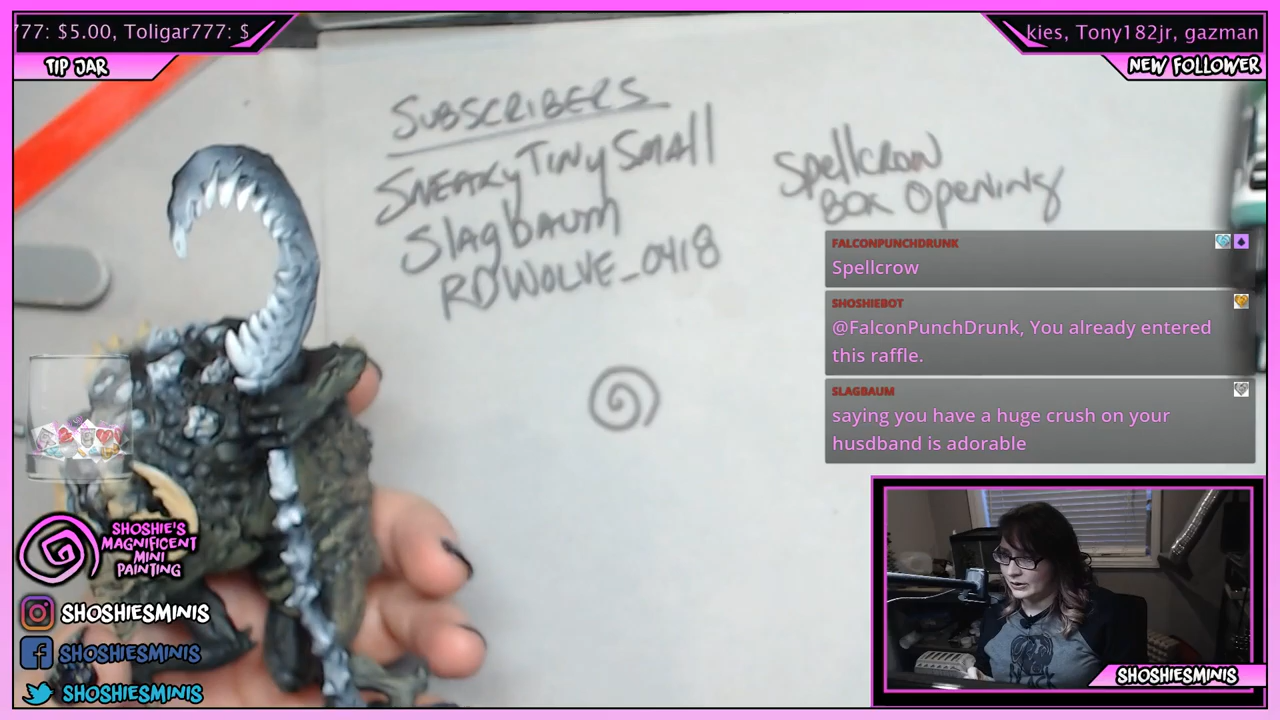 777: $5.00, Toligar777: $
kies, Tony182jr, gazman
TIP JAR
NEW FOLLOWER
SUBSCRIBERS
SNEAKyTinySmall
Slagbaum
RDWOLVE_0418
Spellcrow
Box Opening
FALCONPUNCHDRUNK
Spellcrow
SHOSHIEBOT
@FalconPunchDrunk, You already entered
this raffle.
SLAGBAUM
saying you have a huge crush on your
husdband is adorable
SHOSHIE'S
MAGNIFICENT
MINI
PAINTING
SHOSHIESMINIS
SHOSHIESMINIS
SHOSHIESMINIS
SHOSHIESMINIS